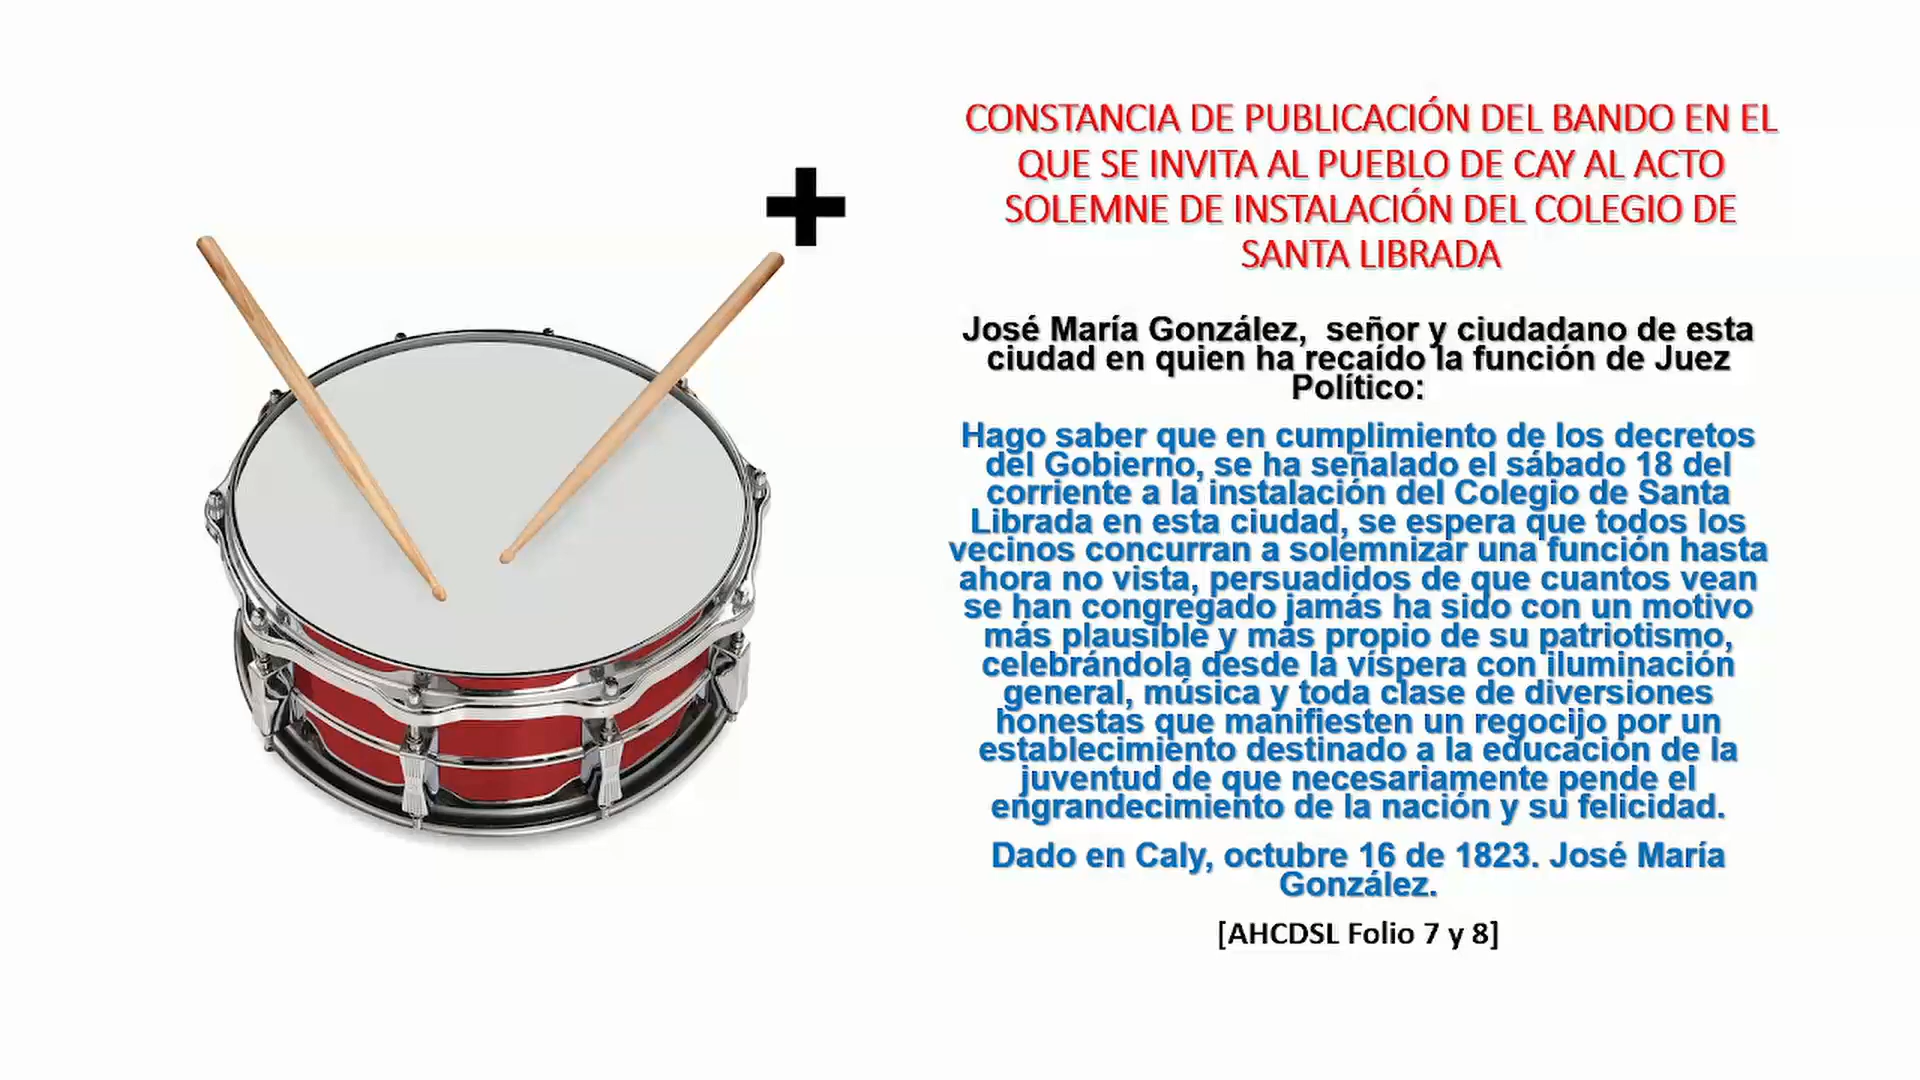 CONSTANCIA DE PUBLICACIÓN DEL BANDO EN EL
QUE SE INVITA AL PUEBLO DE CAY AL ACTO
SOLEMNE DE INSTALACIÓN DEL COLEGIO DE
SANTA LIBRADA
José María González,  señor y ciudadano de esta
ciudad en quien ha recaído la función de Juez
Político:
Hago saber que en cumplimiento de los decretos
del Gobierno, se ha señalado el sábado 18 del
corriente a la instalación del Colegio de Santa
Librada en esta ciudad, se espera que todos los
vecinos concurran a solemnizar una función hasta
ahora no vista, persuadidos de que cuantos vean
se han congregado jamás ha sido con un motivo
más plausible y más propio de su patriotismo,
celebrándola desde la víspera con iluminación
general, música y toda clase de diversiones
honestas que manifiesten un regocijo por un
establecimiento destinado a la educación de la
juventud de que necesariamente pende el
engrandecimiento de la nación y su felicidad.
Dado en Caly, octubre 16 de 1823. José María
González.
[AHCDSL Folio 7 y 8]